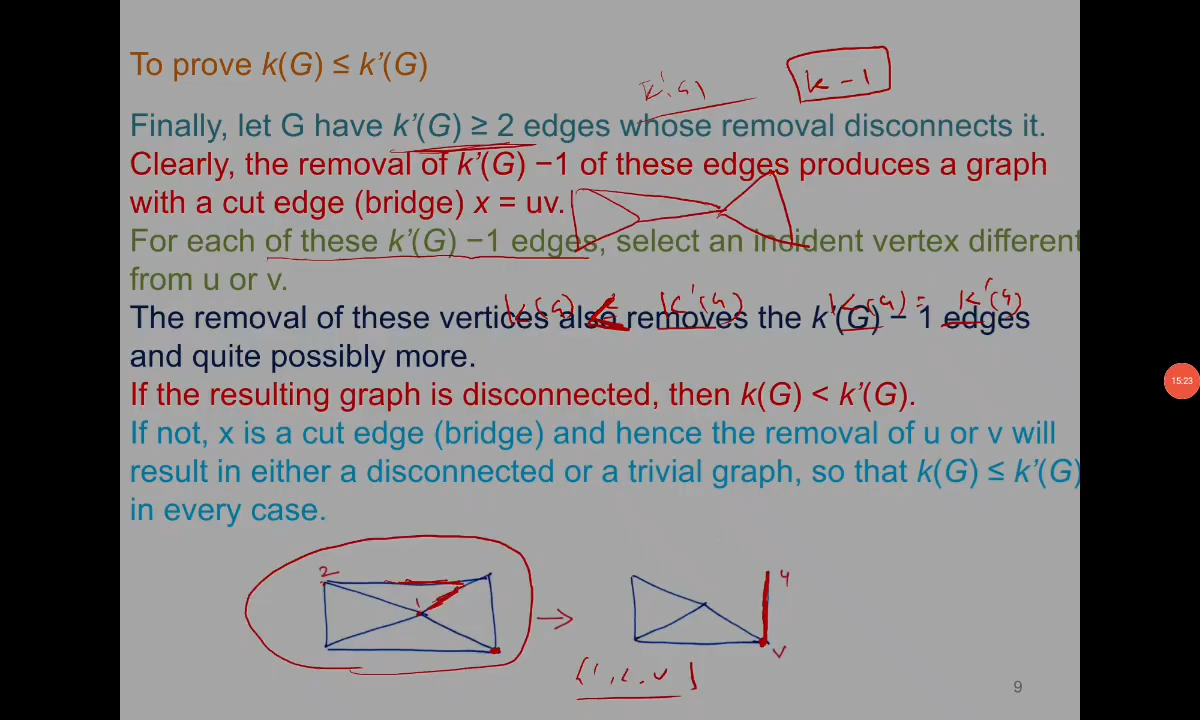 To prove k(G) ≤ k'(G)
k'(G)
k - 1
Finally, let G have k'(G) ≥ 2 edges whose removal disconnects it.
Clearly, the removal of k'(G) −1 of these edges produces a graph
with a cut edge (bridge) x = uv.
For each of these k'(G) −1 edges, select an incident vertex different
from u or v.
k(G) < k'(G) k(G) = k'(G)
The removal of these vertices also removes the k'(G) − 1 edges
and quite possibly more.
If the resulting graph is disconnected, then k(G) < k'(G).
If not, x is a cut edge (bridge) and hence the removal of u or v will
result in either a disconnected or a trivial graph, so that k(G) ≤ k'(G)
in every case.
2
1
v
9
15:23